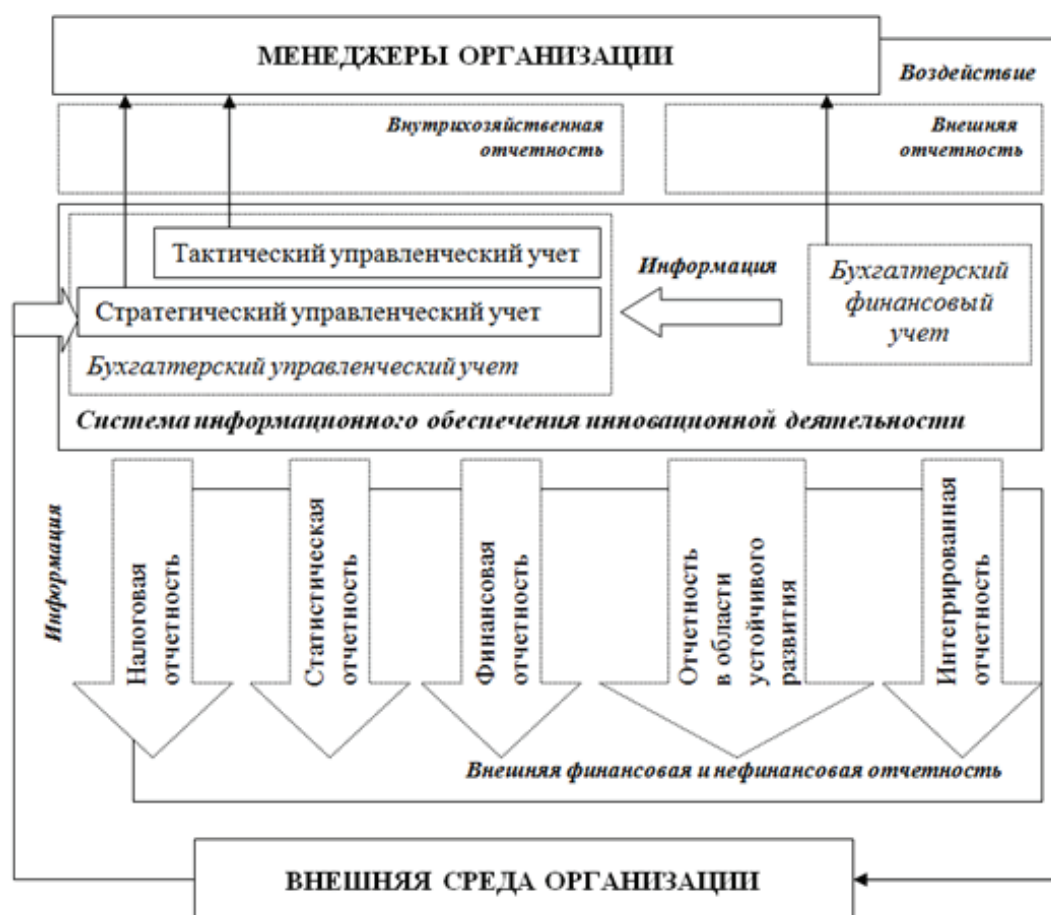 МЕНЕДЖЕРЫ ОРГАНИЗАЦИИ
Воздействие
Внутрихозяйственная
отчетность
Внешняя
отчетность
Тактический управленческий учет
Стратегический управленческий учет
Бухгалтерский управленческий учет
Информация
Бухгалтерский
финансовый
учет
Система информационного обеспечения инновационной деятельности
Информация
Налоговая
отчетность
Статистическая
отчетность
Финансовая
отчетность
Отчетность
в области
устойчивого
развития
Интегрированная
отчетность
Внешняя финансовая и нефинансовая отчетность
ВНЕШНЯЯ СРЕДА ОРГАНИЗАЦИИ